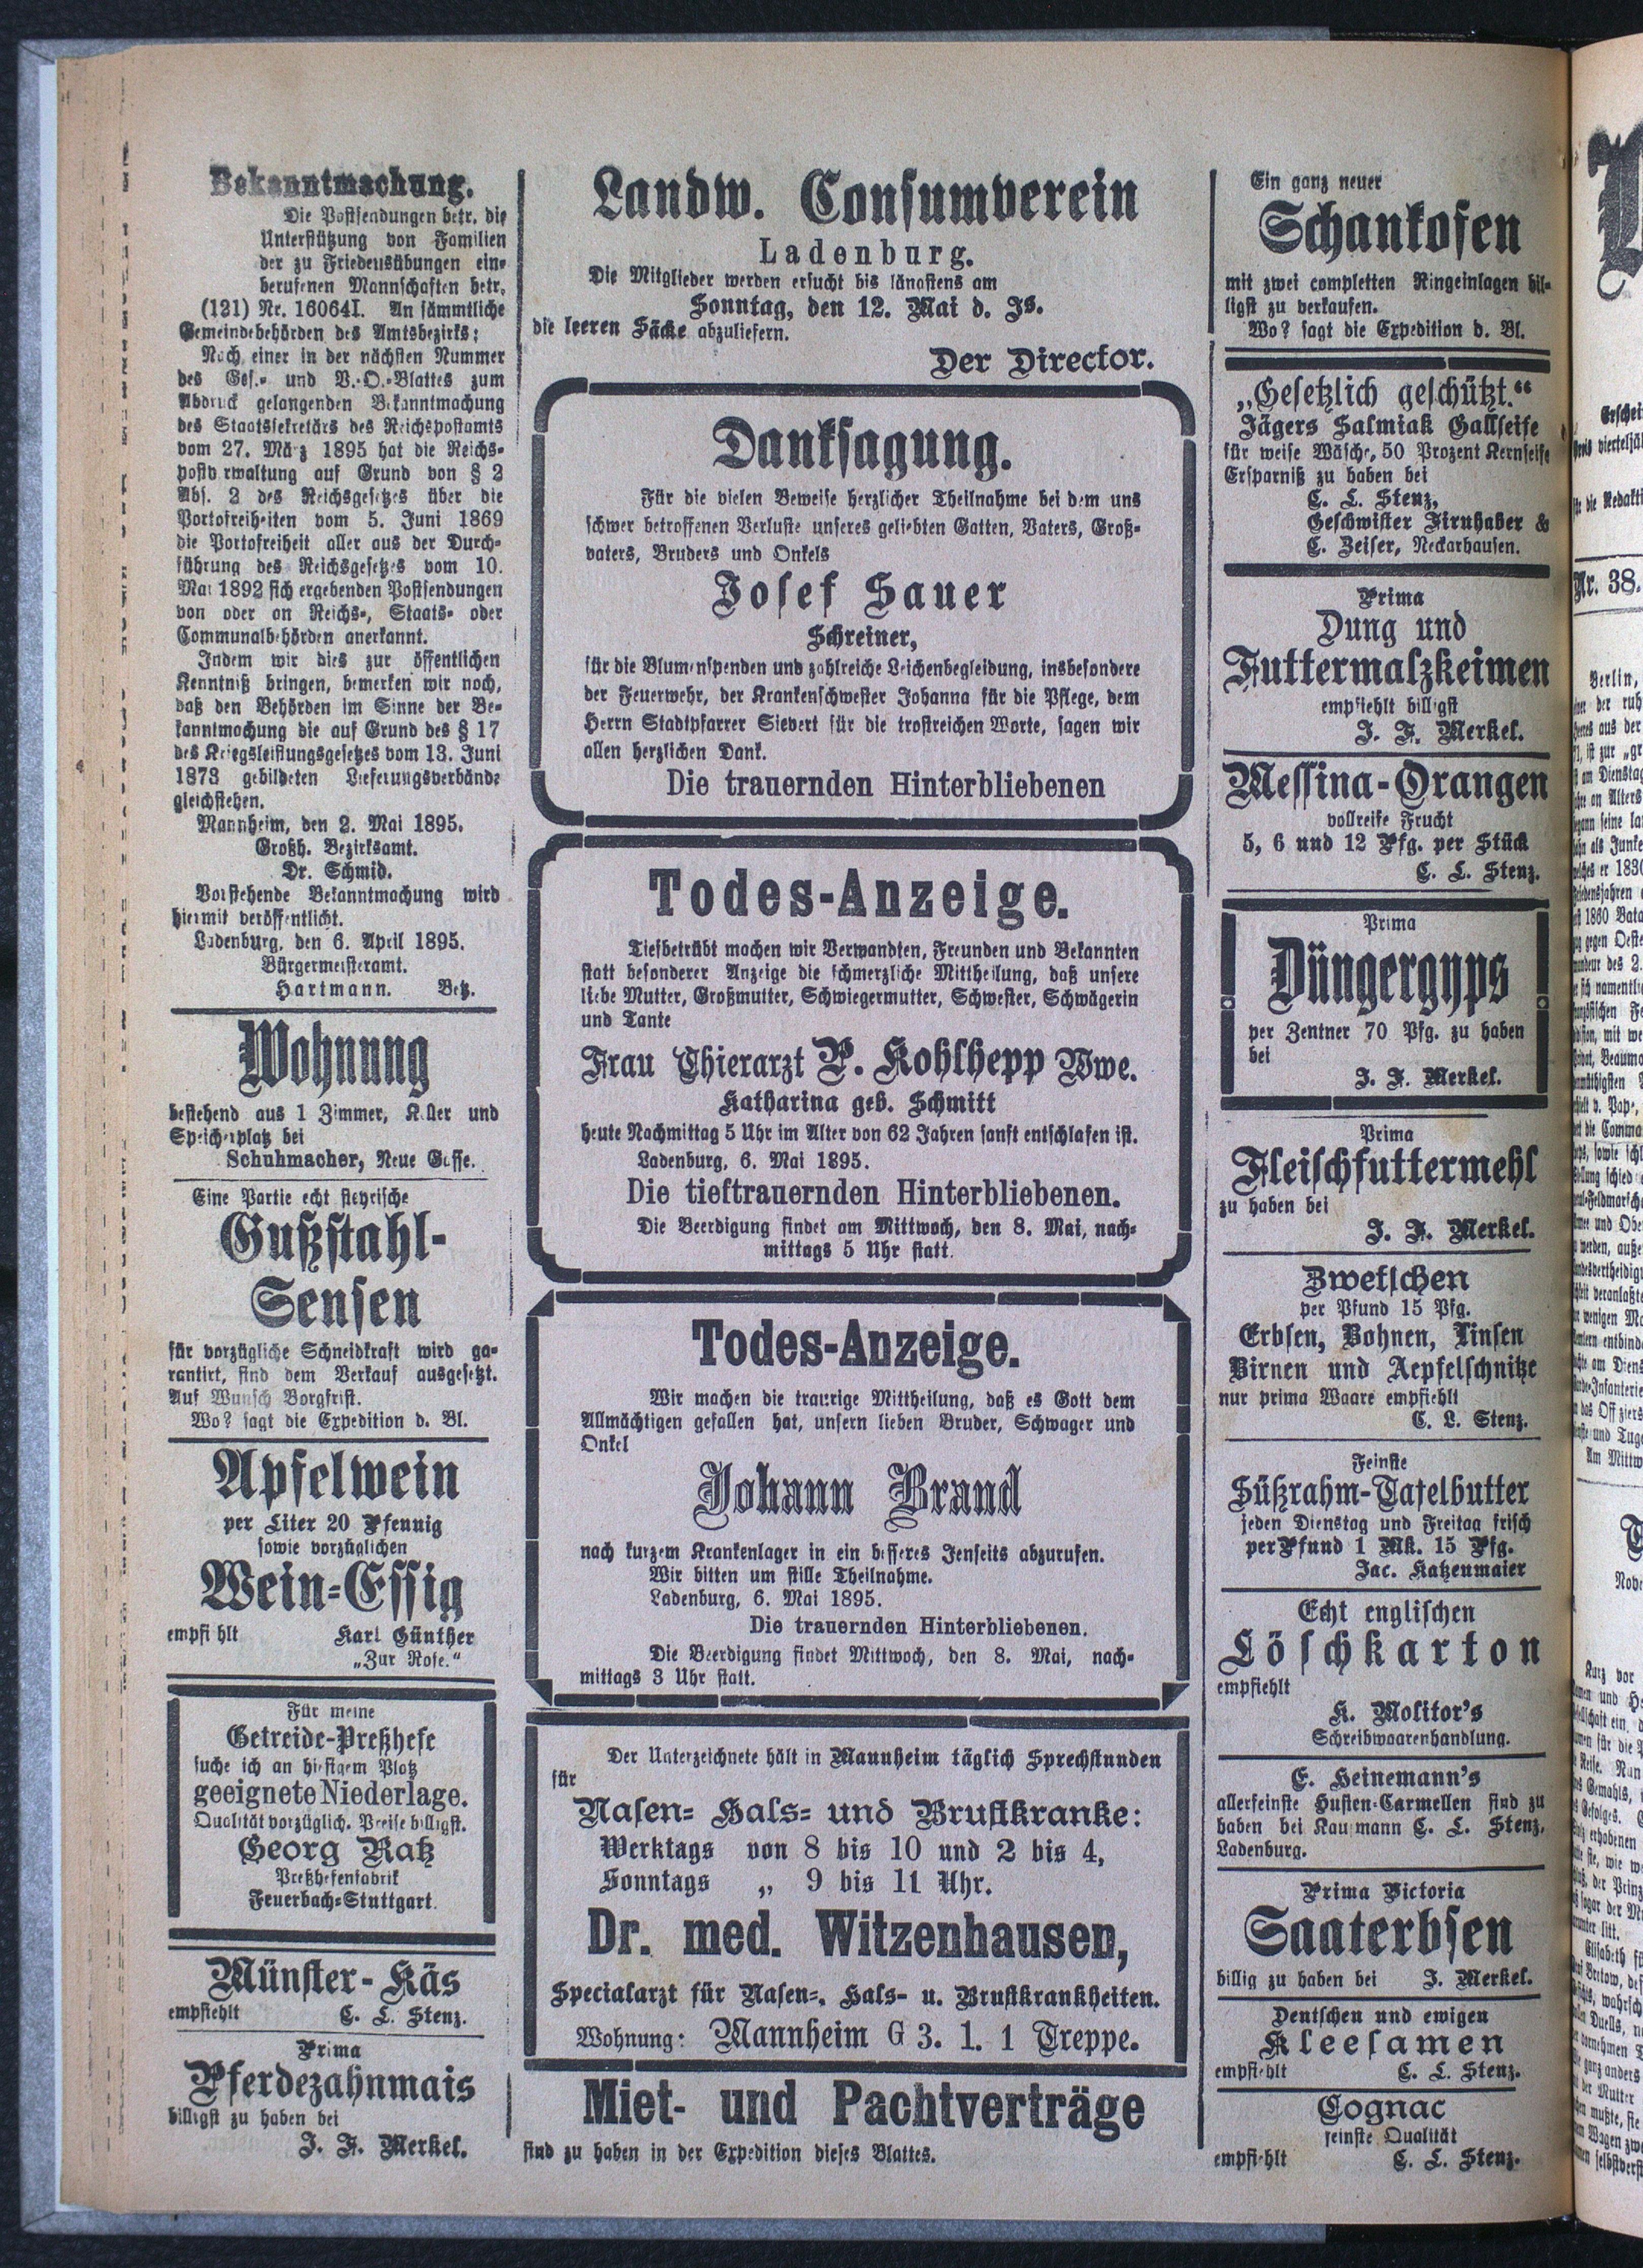 Bekanntmachung.
Die Postsendungen betr. die
Unterstützung von Familien
der zu Friedensübungen ein-
berufenen Mannschaften betr.
(121) Nr. 16064I. An sämmtliche
Gemeindebehörden des Amtsbezirks:
Nach einer in der nächsten Nummer
des Ges.- und V.-O.-Blattes zum
Abdruck gelangenden Bekanntmachung
des Staatssekretärs des Reichspostamts
vom 27. März 1895 hat die Reichs-
postv rwaltung auf Grund von § 2
Abs. 2 des Reichsgesetzes über die
Portofreiheiten vom 5. Juni 1869
die Portofreiheit aller aus der Durch-
führung des Reichsgesetzes vom 10.
Mai 1892 sich ergebenden Postsendungen
von oder an Reichs-, Staats- oder
Communalbehörden anerkannt.
Indem wir dies zur öffentlichen
Kenntniß bringen, bemerken wir noch,
daß den Behörden im Sinne der Be-
kanntmachung die auf Grund des § 17
des Kriegsleistungsgesetzes vom 13. Juni
1873 gebildeten Lieferungsverbände
gleichstehen.
Mannheim, den 2. Mai 1895.
Großh. Bezirksamt.
Dr. Schmid.
Vorstehende Bekanntmachung wird
hiermit veröffentlicht.
Ladenburg, den 6. April 1895.
Bürgermeisteramt.
Hartmann. Betz.
Wohnung
bestehend aus 1 Zimmer, Keller und
Speicherplatz bei
Schuhmacher, Neue Gasse.
Eine Partie echt steyrische
Gußstahl-
Sensen
für vorzügliche Schneidkraft wird ga-
rantirt, sind dem Verkauf ausgesetzt.
Auf Wunsch Borgfrist.
Wo? sagt die Expedition d. Bl.
Apfelwein
per Liter 20 Pfennig
sowie vorzüglichen
Wein-Essig
empfi hlt Karl Günther
„Zur Rose.“
Für meine
Getreide-Preßhefe
suche ich an hiesigem Platz
geeignete Niederlage.
Qualität vorzüglich. Preise billigst.
Georg Ratz
Preßhefenfabrik
Feuerbach-Stuttgart.
Münster-Käs
empfiehlt C. L. Stenz.
Prima
Pferdezahnmais
billigst zu haben bei
J. F. Merkel.
Landw. Consumverein
Ladenburg.
Die Mitglieder werden ersucht bis längstens am
Sonntag, den 12. Mai d. Js.
die leeren Säcke abzuliefern.
Der Director.
Danksagung.
Für die vielen Beweise herzlicher Theilnahme bei dem uns
schwer betroffenen Verluste unseres geliebten Gatten, Vaters, Groß-
vaters, Bruders und Onkels
Josef Sauer
Schreiner,
für die Blumenspenden und zahlreiche Leichenbegleidung, insbesondere
der Feuerwehr, der Krankenschwester Johanna für die Pflege, dem
Herrn Stadtpfarrer Sievert für die trostreichen Worte, sagen wir
allen herzlichen Dank.
Die trauernden Hinterbliebenen
Todes-Anzeige.
Tiefbetrübt machen wir Verwandten, Freunden und Bekannten
statt besonderer Anzeige die schmerzliche Mittheilung, daß unsere
liebe Mutter, Großmutter, Schwiegermutter, Schwester, Schwägerin
und Tante
Frau Thierarzt P. Kohlhepp Wwe.
Katharina geb. Schmitt
heute Nachmittag 5 Uhr im Alter von 62 Jahren sanft entschlafen ist.
Ladenburg, 6. Mai 1895.
Die tieftrauernden Hinterbliebenen.
Die Beerdigung findet am Mittwoch, den 8. Mai, nach-
mittags 5 Uhr statt.
Todes-Anzeige.
Wir machen die traurige Mittheilung, daß es Gott dem
Allmächtigen gefallen hat, unsern lieben Bruder, Schwager und
Onkel
Johann Brand
nach kurzem Krankenlager in ein besseres Jenseits abzurufen.
Wir bitten um stille Theilnahme.
Ladenburg, 6. Mai 1895.
Die trauernden Hinterbliebenen.
Die Beerdigung findet Mittwoch, den 8. Mai, nach-
mittags 3 Uhr statt.
Der Unterzeichnete hält in Mannheim täglich Sprechstunden
für
Nasen- Hals- und Brustkranke:
Werktags von 8 bis 10 und 2 bis 4,
Sonntags „ 9 bis 11 Uhr.
Dr. med. Witzenhausen,
Specialarzt für Nasen-, Hals- u. Brustkrankheiten.
Wohnung: Mannheim G 3. 1. 1 Treppe.
Miet- und Pachtverträge
sind zu haben in der Expedition dieses Blattes.
Ein ganz neuer
Schankofen
mit zwei completten Ringeinlagen bil-
ligst zu verkaufen.
Wo? sagt die Expedition d. Bl.
„Gesetzlich geschützt.“
Jägers Salmiak Gallseife
für weise Wäsche, 50 Prozent Kernseife
Ersparniß zu haben bei
C. L. Stenz,
Geschwister Firnhaber &
C. Zeiser, Neckarhausen.
Prima
Dung und
Futtermalzkeimen
empfiehlt billigst
J. F. Merkel.
Messina-Orangen
vollreife Frucht
5, 6 und 12 Pfg. per Stück
C. L. Stenz.
Prima
Düngergyps
per Zentner 70 Pfg. zu haben
bei
J. F. Merkel.
Prima
Fleischfuttermehl
zu haben bei
J. F. Merkel.
Zwetschen
per Pfund 15 Pfg.
Erbsen, Bohnen, Linsen
Birnen und Aepfelschnitze
nur prima Waare empfiehlt
C. L. Stenz.
Feinste
Süßrahm-Tafelbutter
jeden Dienstag und Freitag frisch
per Pfund 1 Mk. 15 Pfg.
Jac. Katzenmaier
Echt englischen
Löschkarton
empfiehlt
K. Molitor's
Schreibwaarenhandlung.
E. Heinemann's
allerfeinste Husten-Carmellen sind zu
haben bei Kaufmann C. L. Stenz,
Ladenburg.
Prima Victoria
Saaterbsen
billig zu haben bei J. Merkel.
Deutschen und ewigen
Kleesamen
empfiehlt C. L. Stenz.
Cognac
feinste Qualität
empfiehlt C. L. Stenz.
Nr. 38.
Berlin,